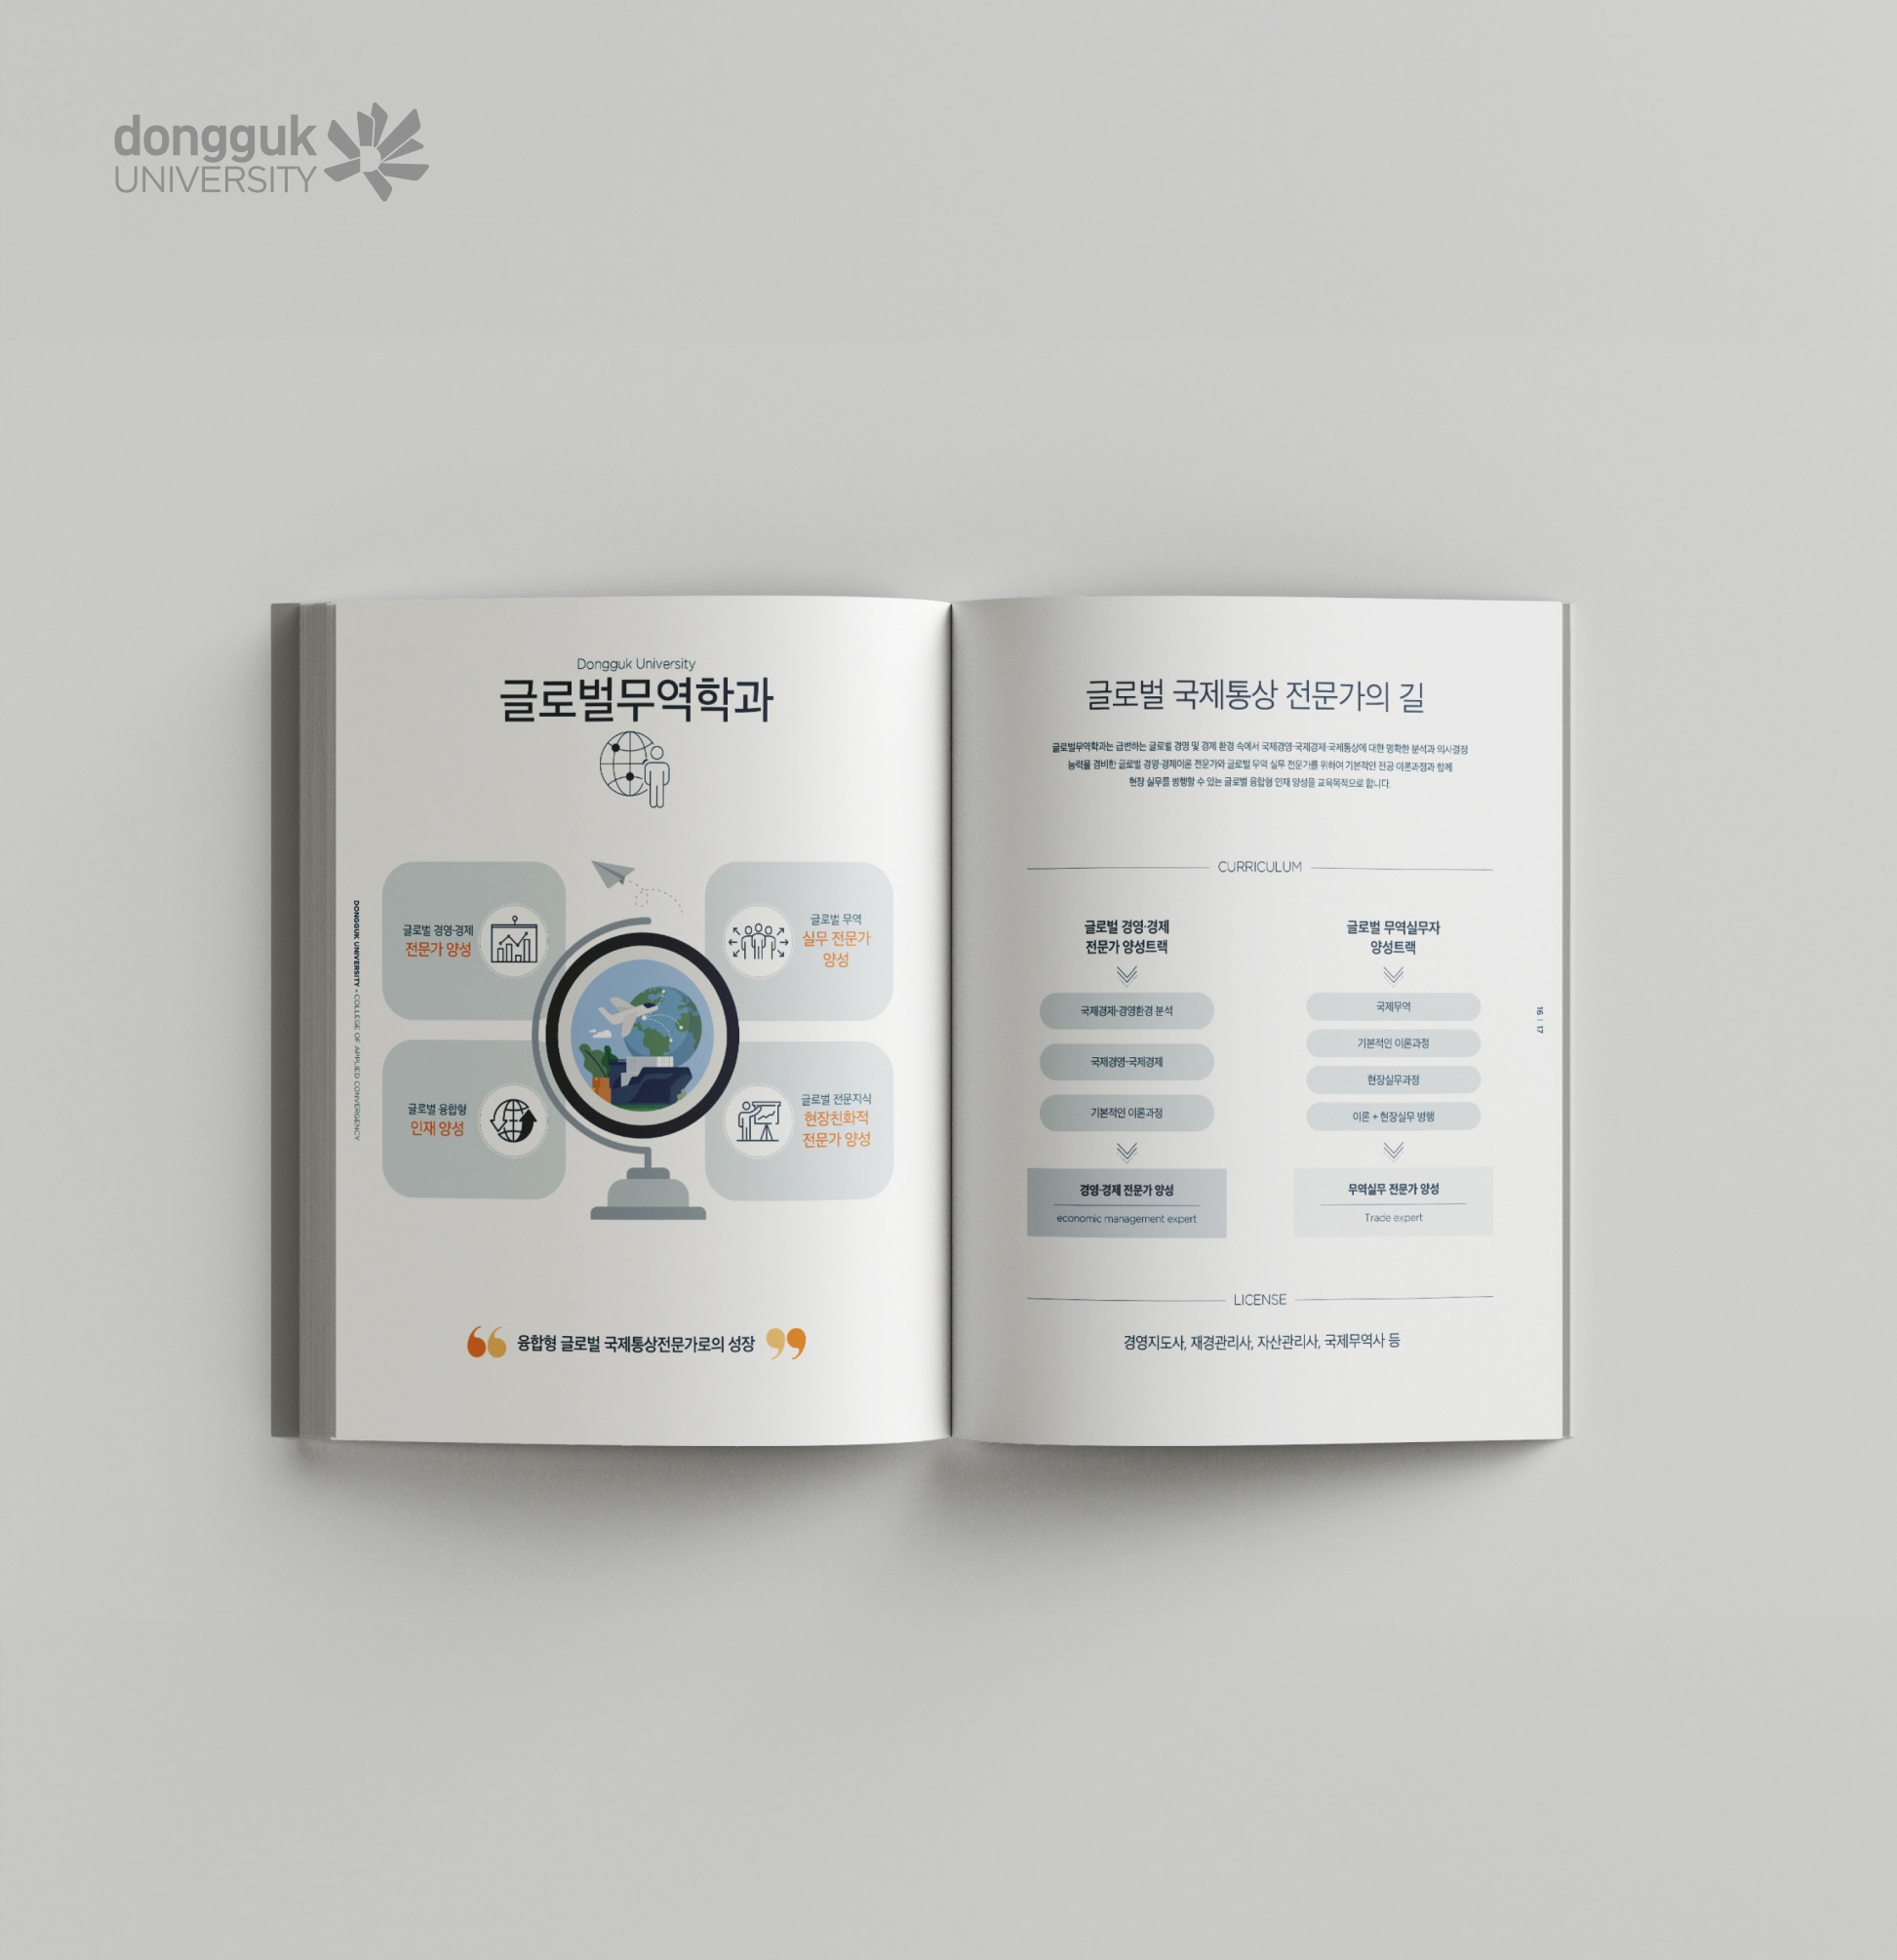 dongguk
UNIVERSITY
Dongguk University
글로벌무역학과
글로벌 경영·경제
전문가 양성
글로벌 무역
실무 전문가
양성
글로벌 융합형
인재 양성
글로벌 전문지식
현장친화적
전문가 양성
융합형 글로벌 국제통상전문가로의 성장
DONGGUK UNIVERSITY • COLLEGE OF APPLIED CONVERGENCY
글로벌 국제통상 전문가의 길
글로벌무역학과는 급변하는 글로벌 경영 및 경제 환경 속에서 국제경영·국제경제·국제통상에 대한 명확한 분석과 의사결정
능력을 겸비한 글로벌 경영·경제이론 전문가와 글로벌 무역 실무 전문가를 위하여 기본적인 전공 이론과정과 함께
현장 실무를 병행할 수 있는 글로벌 융합형 인재 양성을 교육목적으로 합니다.
CURRICULUM
글로벌 경영·경제
전문가 양성트랙
국제경제·경영환경 분석
국제경영·국제경제
기본적인 이론과정
경영·경제 전문가 양성
economic management expert
글로벌 무역실무자
양성트랙
국제무역
기본적인 이론과정
현장실무과정
이론 + 현장실무 병행
무역실무 전문가 양성
Trade expert
LICENSE
경영지도사, 재경관리사, 자산관리사, 국제무역사 등
16 | 17